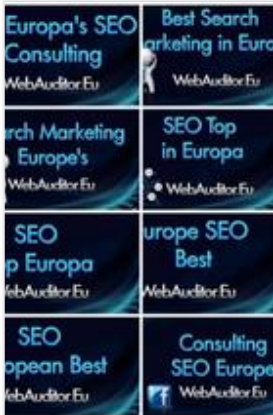 Europa's SEO
Consulting
WebAuditor.Eu
Best Search
arketing in Euro
WebAuditor.Eu
rch Marketing
Europe's
WebAuditor.Eu
SEO Top
in Europa
WebAuditor.Eu
SEO
p Europa
WebAuditor.Eu
urope SEO
Best
WebAuditor.Eu
SEO
opean Best
WebAuditor.Eu
Consulting
SEO Europe
f WebAuditor.Eu